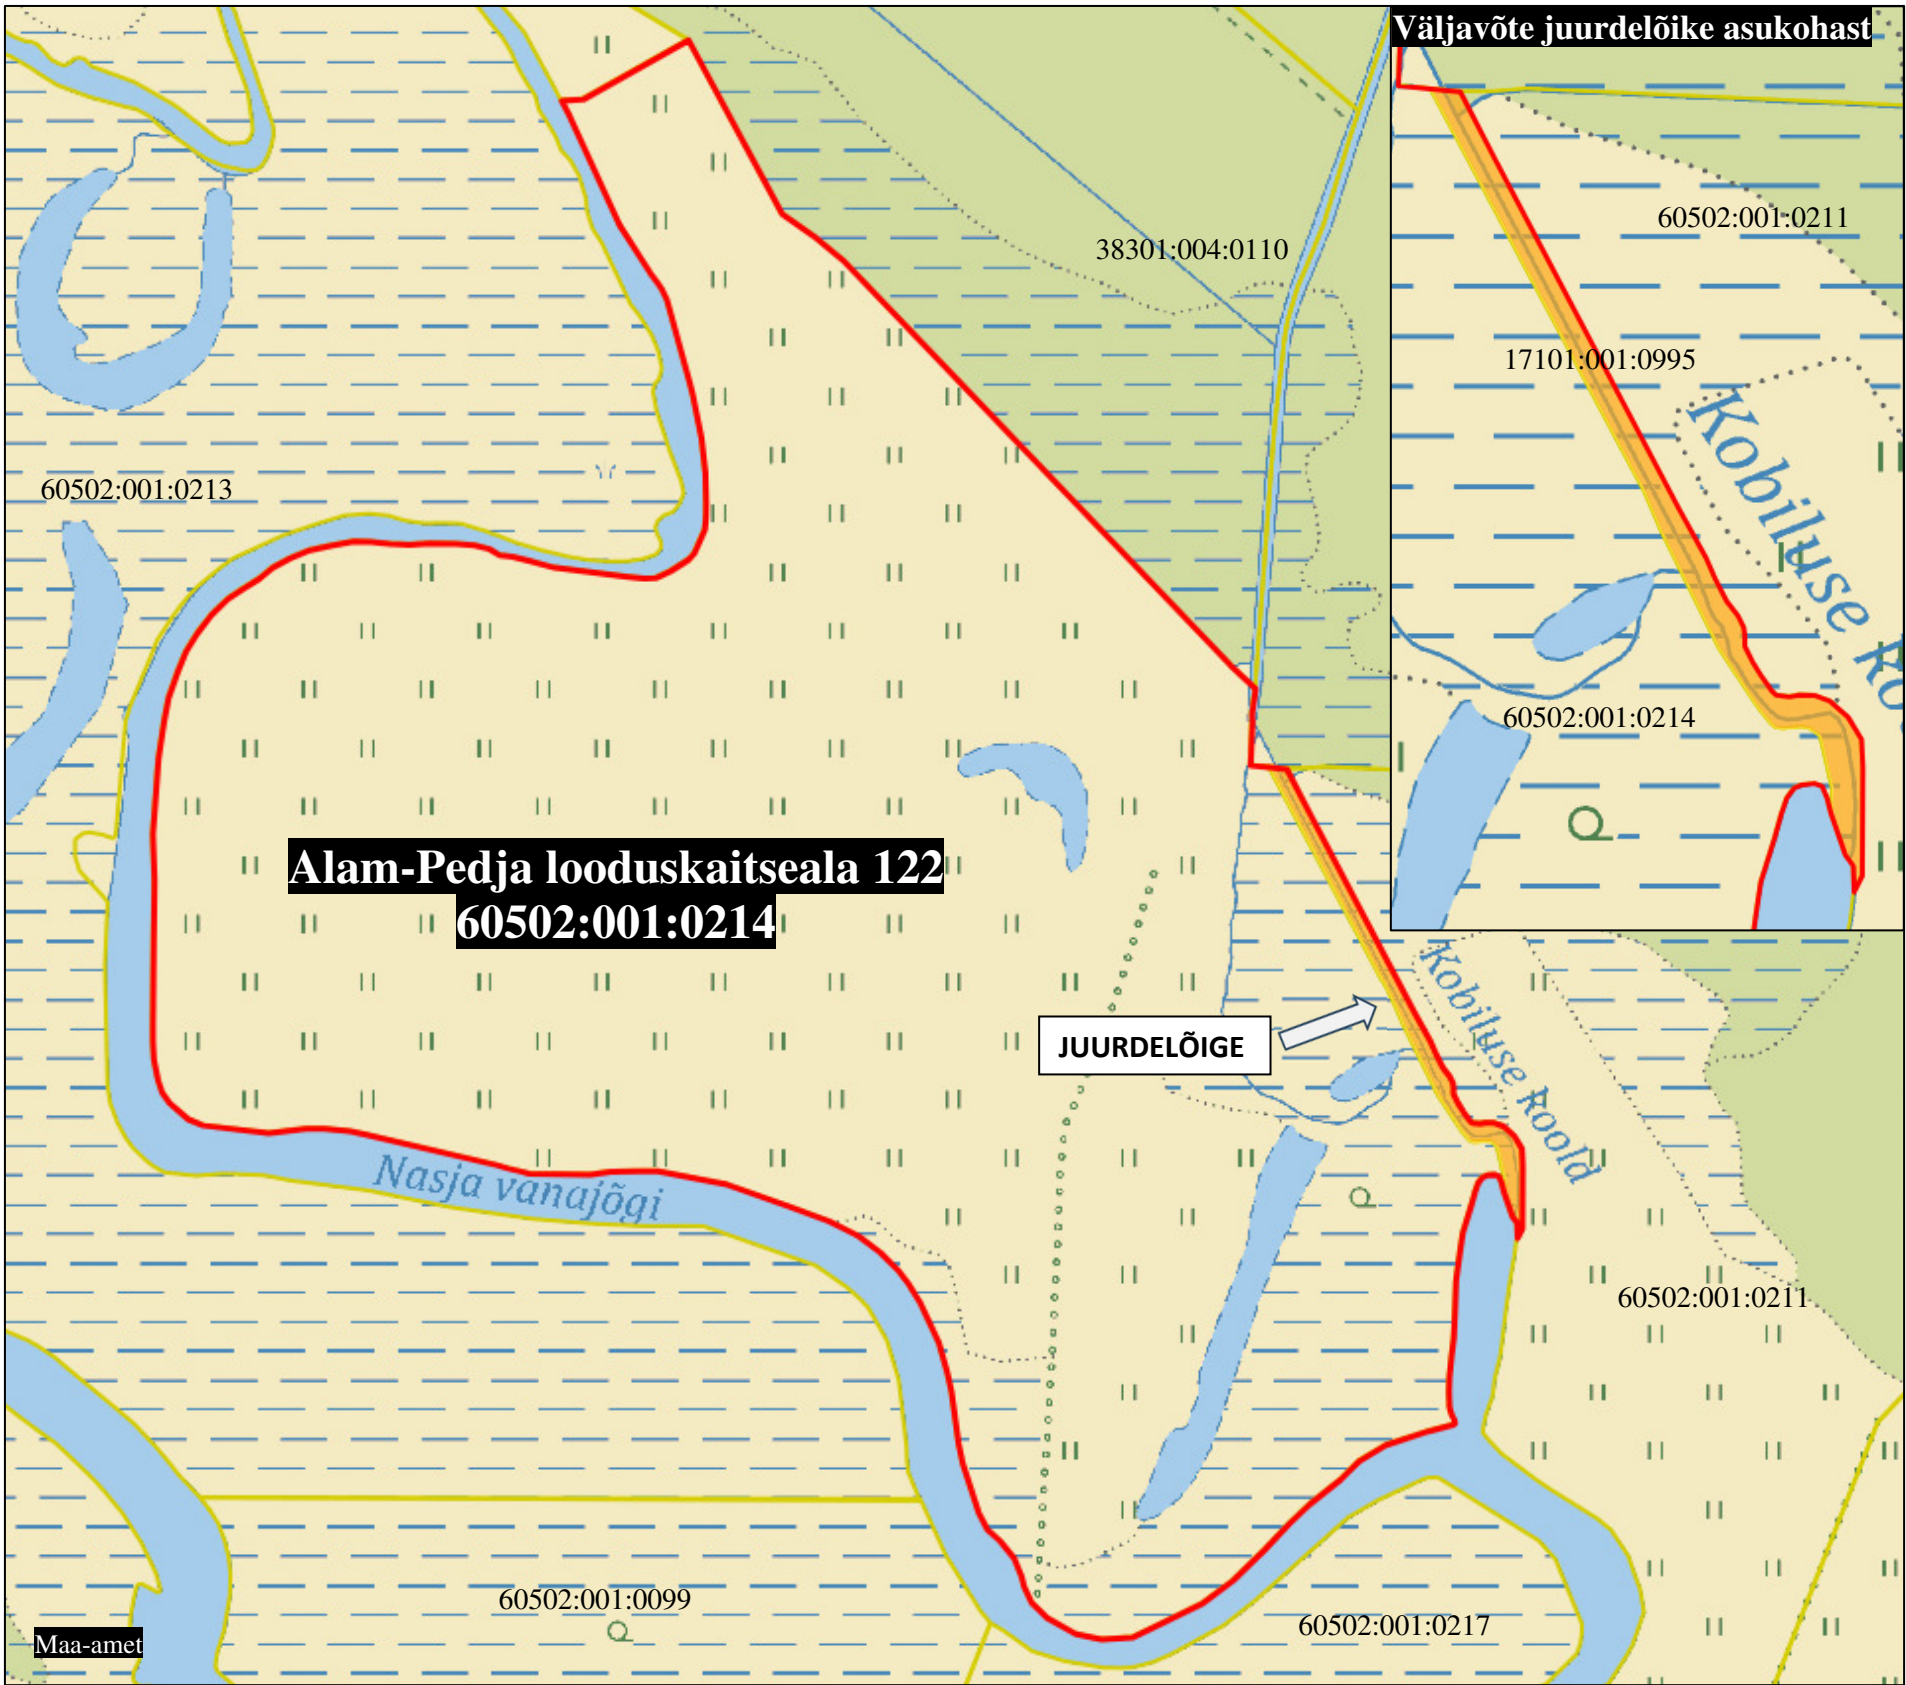 Väljavõte juurdelõike asukohast
60502:001:0211
38301:004:0110
17101:001:0995
Kobiluse Ro
60502:001:0213
60502:001:0214
Alam-Pedja looduskaitseala 122
60502:001:0214
JUURDELÕIGE
Kobiluse Roold
Nasja vanajõgi
60502:001:0211
60502:001:0099
60502:001:0217
Maa-amet